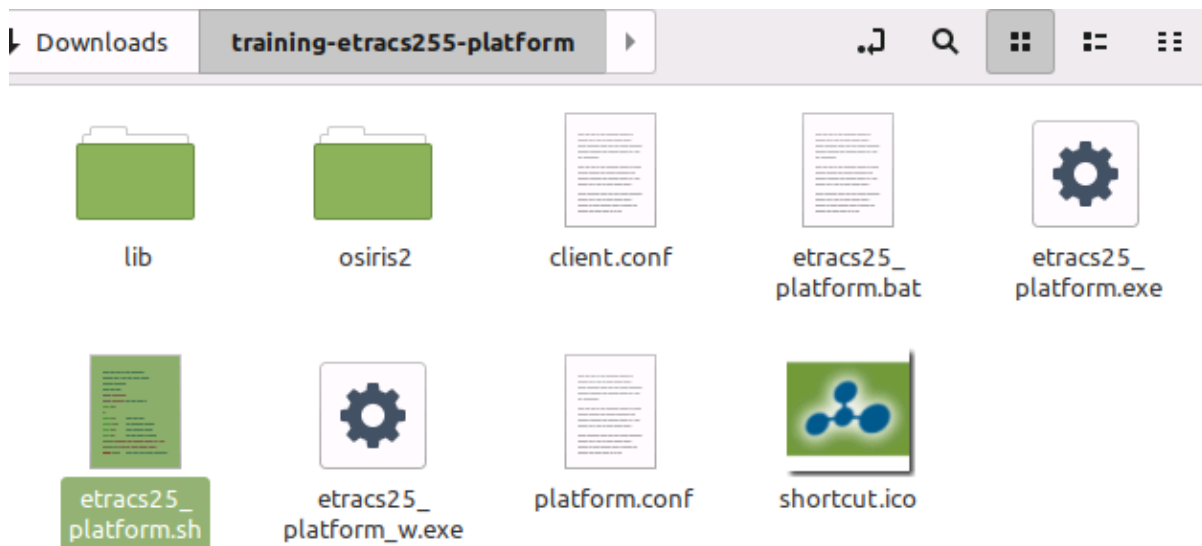 Downloads
training-etracs255-platform
lib
osiris2
client.conf
etracs25_
platform.bat
etracs25_
platform.exe
etracs25_
platform.sh
etracs25_
platform_w.exe
platform.conf
shortcut.ico